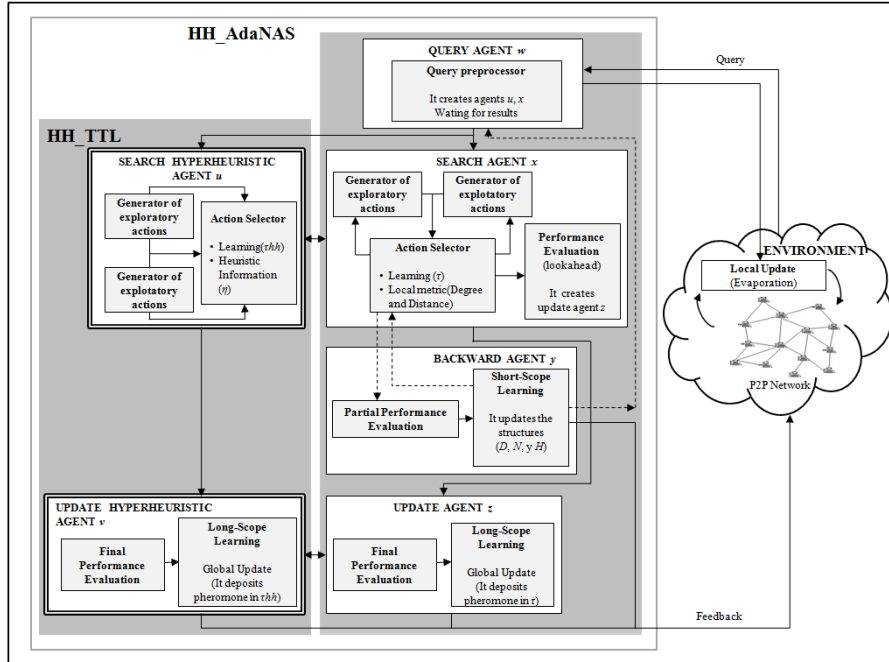 HH_AdaNAS
QUERY AGENT w
Query preprocessor
It creates agents u, x
Wating for results
Query
HH_TTL
SEARCH HYPERHEURISTIC
AGENT u
Generator of
exploratory
actions
Generator of
explotatory
actions
Action Selector
• Learning(τhh)
• Heuristic
Information
(η)
SEARCH AGENT x
Generator of
exploratory
actions
Generator of
explotatory
actions
Action Selector
• Learning (τ)
• Local metric(Degree
and Distance)
Performance
Evaluation
(lookahead)
It creates
update agent z
ENVIRONMENT
Local Update
(Evaporation)
P2P Network
BACKWARD AGENT y
Partial Performance
Evaluation
Short-Scope
Learning
It updates the
structures
(D, N, y H)
UPDATE HYPERHEURISTIC
AGENT v
Final
Performance
Evaluation
Long-Scope
Learning
Global Update
(It deposits
pheromone in τhh)
UPDATE AGENT z
Final
Performance
Evaluation
Long-Scope
Learning
Global Update
(It deposits
pheromone in τ)
Feedback